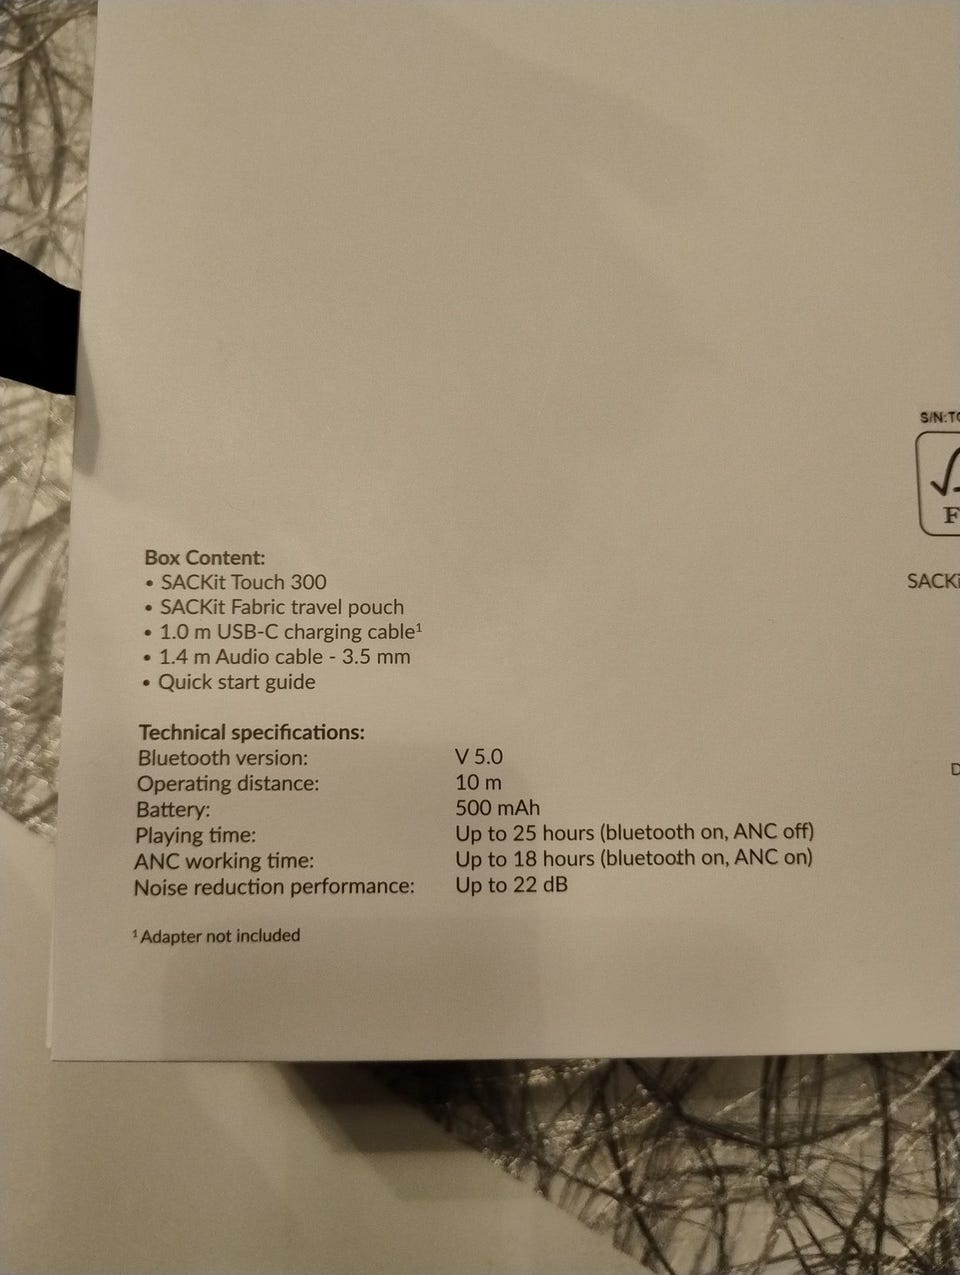 S/N:TO
F
SACKi
D
Box Content:
• SACKit Touch 300
• SACKit Fabric travel pouch
• 1.0 m USB-C charging cable¹
• 1.4 m Audio cable - 3.5 mm
• Quick start guide
Technical specifications:
Bluetooth version: V 5.0
Operating distance: 10 m
Battery: 500 mAh
Playing time: Up to 25 hours (bluetooth on, ANC off)
ANC working time: Up to 18 hours (bluetooth on, ANC on)
Noise reduction performance: Up to 22 dB
¹ Adapter not included